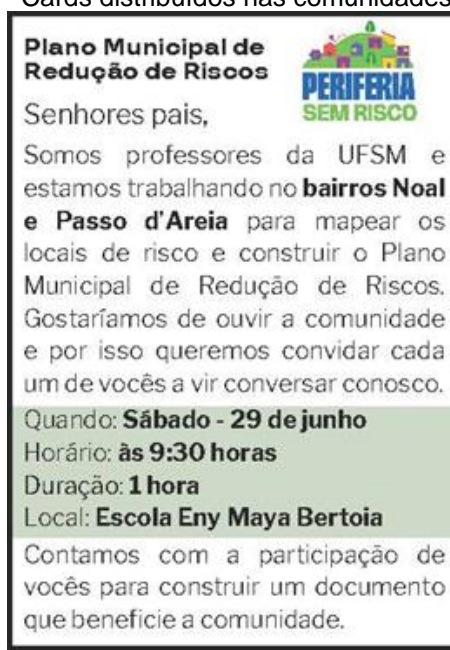 Cards distribuídos nas comunidades
Plano Municipal de
Redução de Riscos
PERIFERIA
SEM RISCO
Senhores pais,
Somos professores da UFSM e
estamos trabalhando no bairros Noal
e Passo d'Areia para mapear os
locais de risco e construir o Plano
Municipal de Redução de Riscos.
Gostaríamos de ouvir a comunidade
e por isso queremos convidar cada
um de vocês a vir conversar conosco.
Quando: Sábado - 29 de junho
Horário: às 9:30 horas
Duração: 1 hora
Local: Escola Eny Maya Bertoia
Contamos com a participação de
vocês para construir um documento
que beneficie a comunidade.